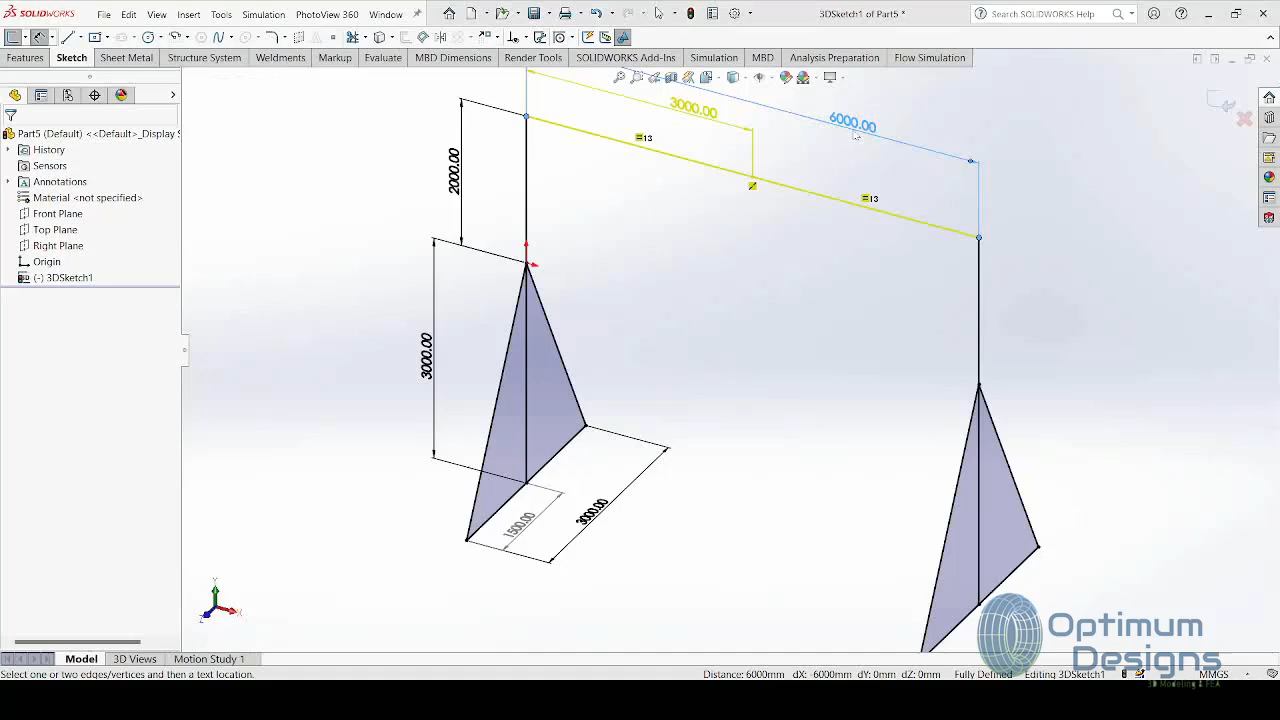 SOLIDWORKS File Edit View Insert Tools Simulation PhotoView 360 Window 3DSketch1 of Part5 * Search SOLIDWORKS Help
Features Sketch Sheet Metal Structure System Weldments Markup Evaluate MBD Dimensions Render Tools SOLIDWORKS Add-Ins Simulation MBD Analysis Preparation Flow Simulation
Part5 (Default) <<Default>_Display S
History
Sensors
Annotations
Material <not specified>
Front Plane
Top Plane
Right Plane
Origin
(-) 3DSketch1
3000.00
6000.00
13
2000.00
13
3000.00
1500.00
3000.00
Y
X
Z
Optimum
Designs
3D Modeling & FEA
Model 3D Views Motion Study 1
Select one or two edges/vertices and then a text location. Distance: 6000mm dX: -6000mm dY: 0mm dZ: 0mm Fully Defined Editing 3DSketch1 MMGS